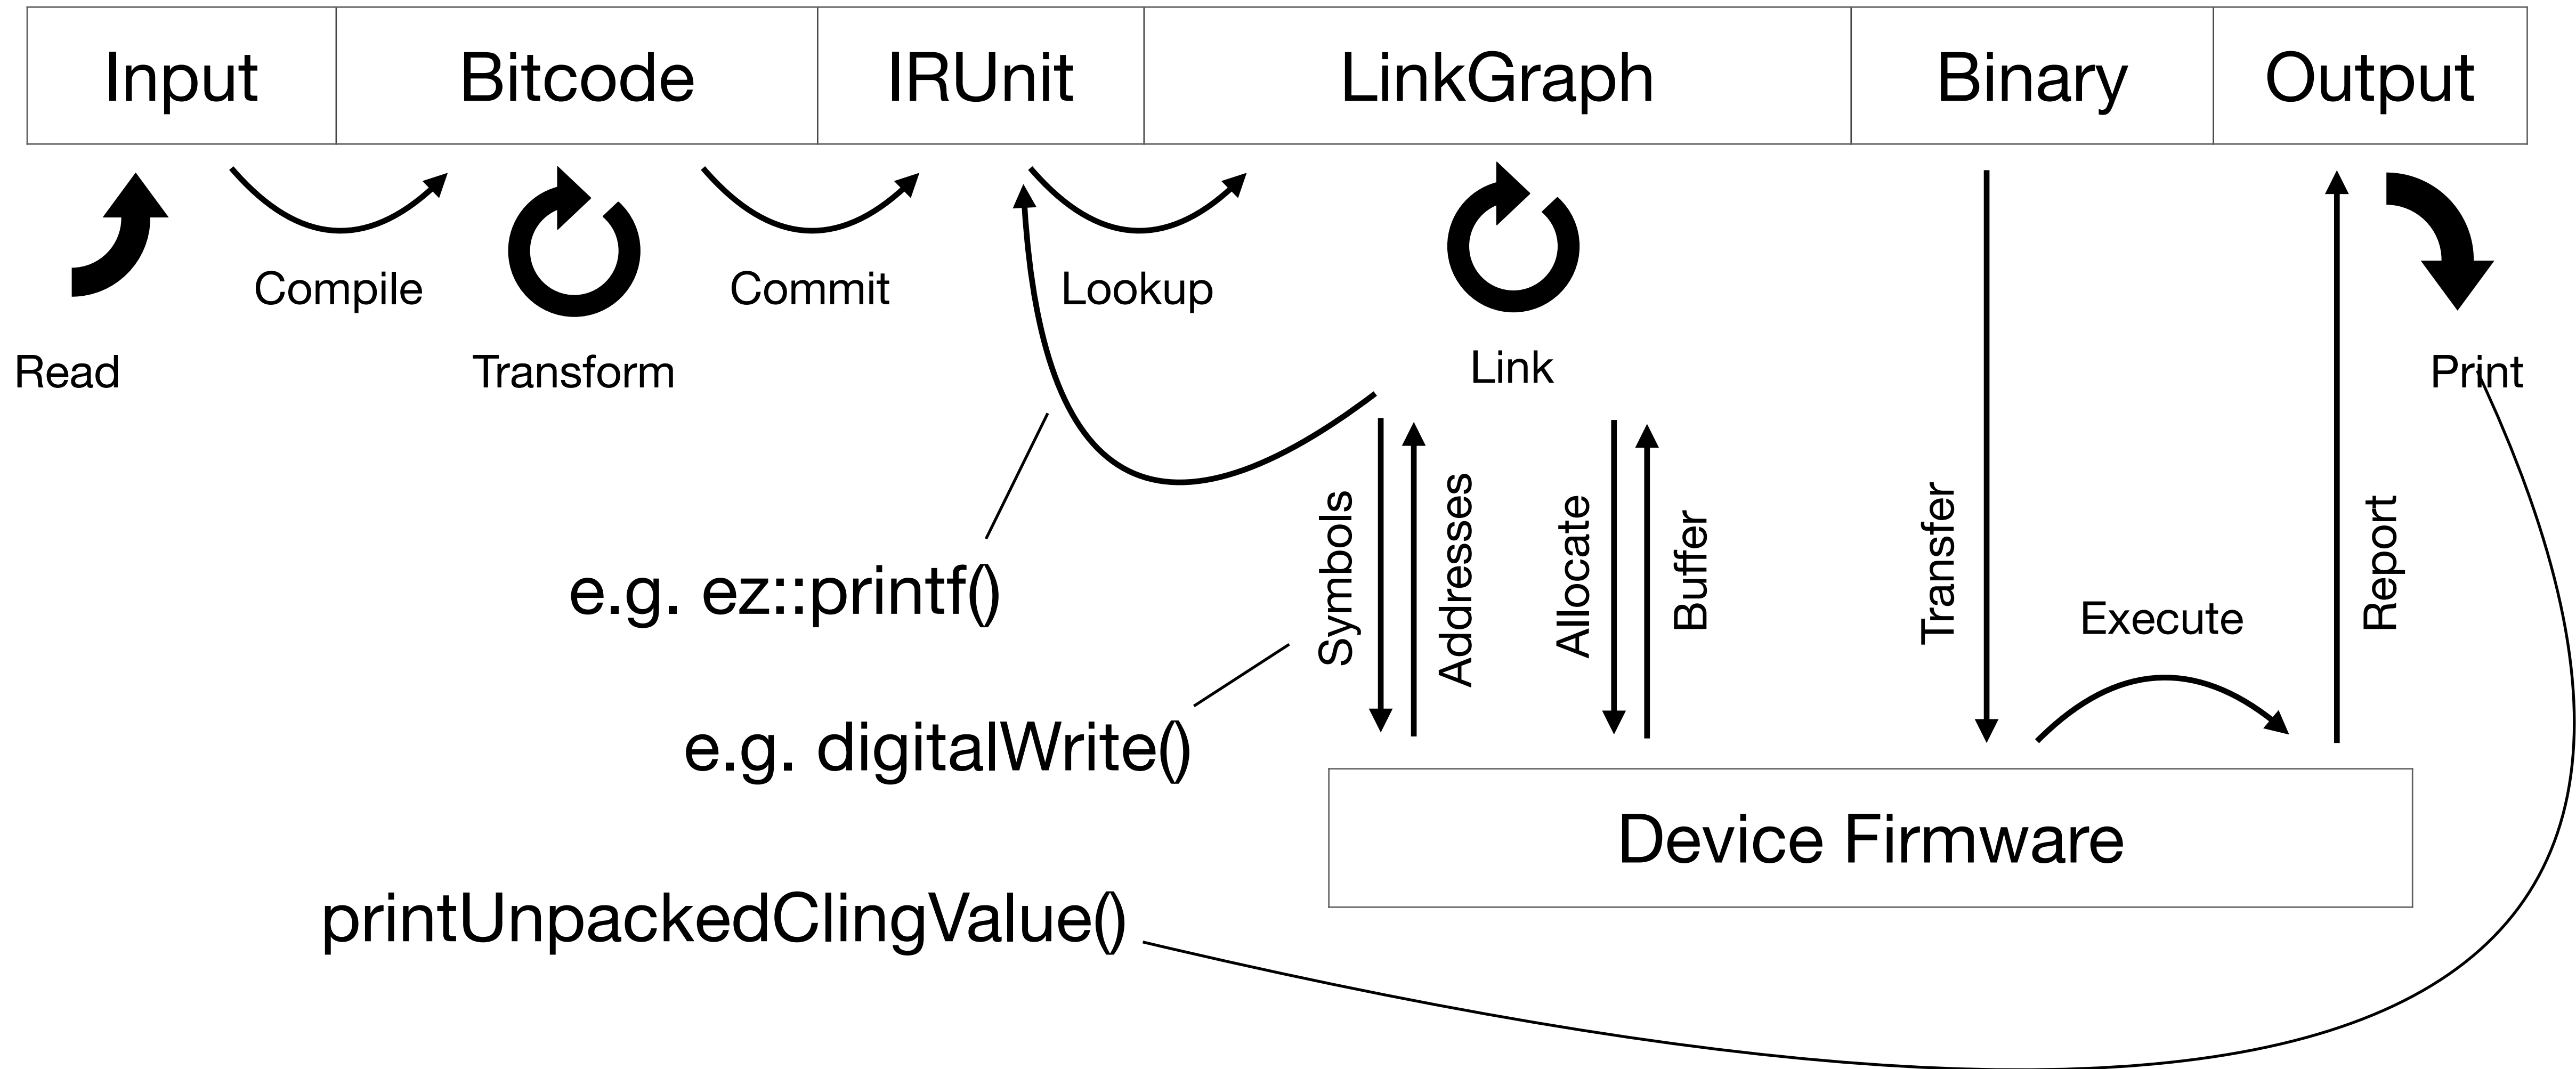 Input
Bitcode
IRUnit
LinkGraph
Binary
Output
Read
Compile
Transform
Commit
Lookup
Link
Print
Symbols
Addresses
Allocate
Buffer
Transfer
Execute
Report
e.g. ez::printf()
e.g. digitalWrite()
Device Firmware
printUnpackedClingValue()